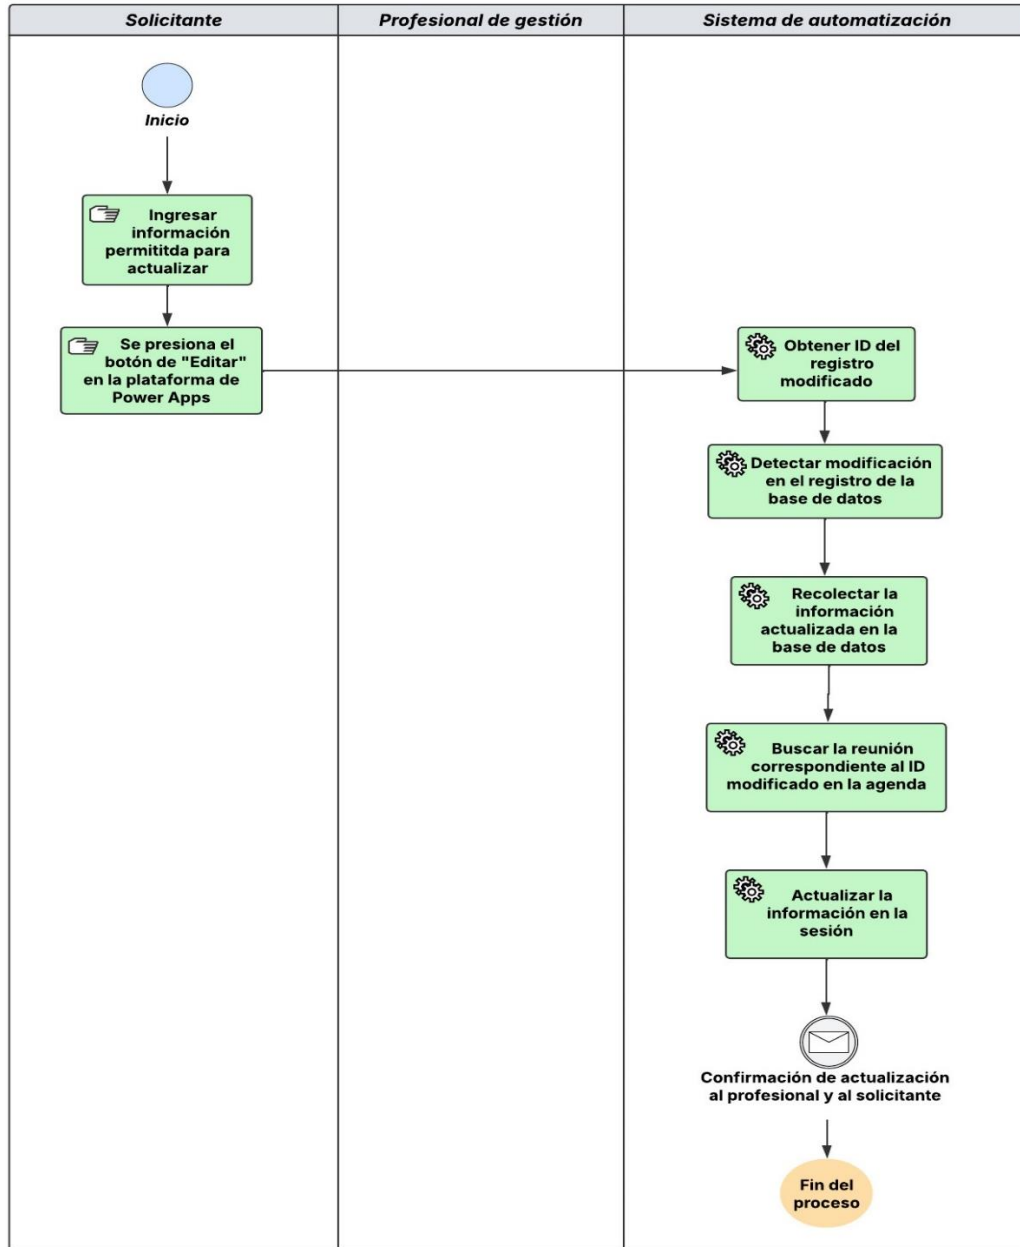 Solicitante
Profesional de gestión
Sistema de automatización
Inicio
Ingresar
información
permititda para
actualizar
Se presiona el
botón de "Editar"
en la plataforma de
Power Apps
Obtener ID del
registro
modificado
Detectar modificación
en el registro de la
base de datos
Recolectar la
información
actualizada en la
base de datos
Buscar la reunión
correspondiente al ID
modificado en la agenda
Actualizar la
información en la
sesión
Confirmación de actualización
al profesional y al solicitante
Fin del
proceso